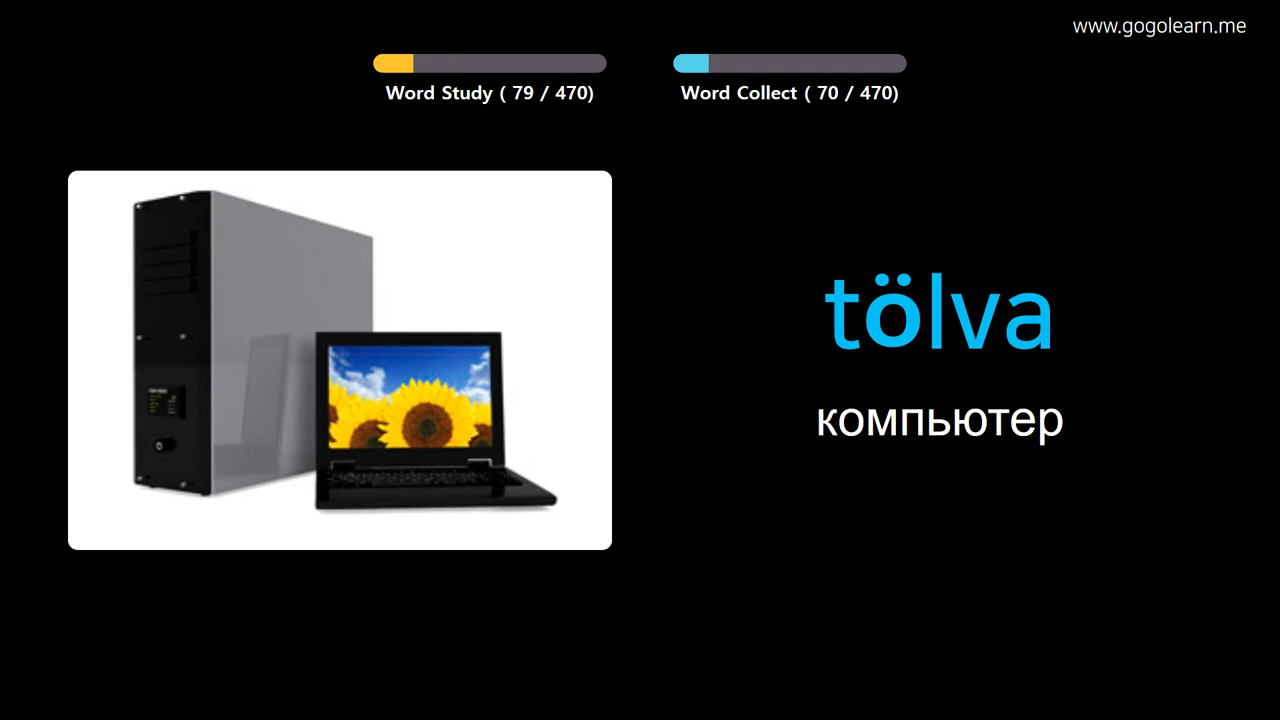 www.gogolearn.me
Word Study ( 79 / 470)
Word Collect ( 70 / 470)
tölva
компьютер